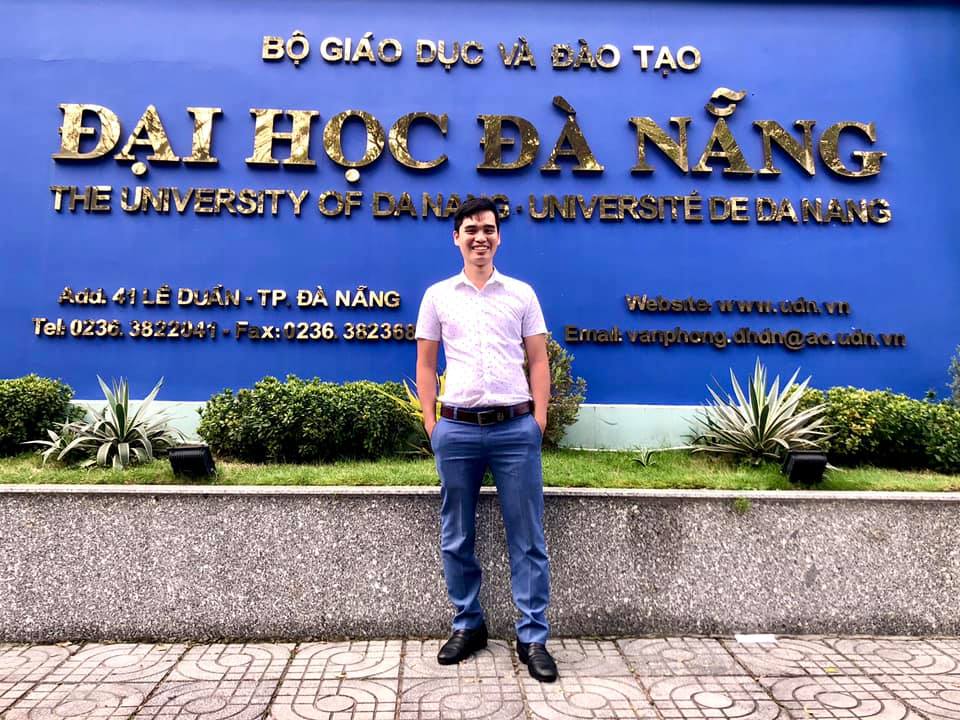 BỘ GIÁO DỤC VÀ ĐÀO TẠO
ĐẠI HỌC ĐÀ NẴNG
THE UNIVERSITY OF DA NANG - UNIVERSITÉ DE DA NANG
Add. 41 LÊ DUẨN - TP. ĐÀ NẴNG
Tel: 0236. 3822041 - Fax: 0236. 382368
Website: www.udn.vn
Email: vanphong.dhdn@ac.udn.vn